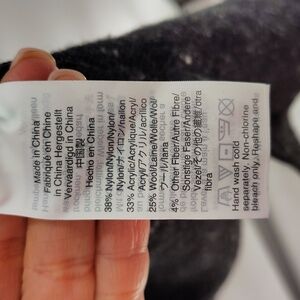 Made in China
Fabriqué en Chine
in China Hergestellt
Vervaardigd in China
中国製
Hecho en China
38% Nylon/Nylon/Nylon/
Nylon/ナイロン/nailon
33% Acrylic/Acrylique/Acryl/
Acryl/アクリル/acrílico
25% Wool/Laine/Wolle/Wol/
ウール/lana
4% Other Fiber/Autre Fibre/
Sonstige Fasern/Andere
Vezel/その他の繊維/otra
fibra
Hand wash cold
separately. Non-chlorine
bleach only. Reshape and